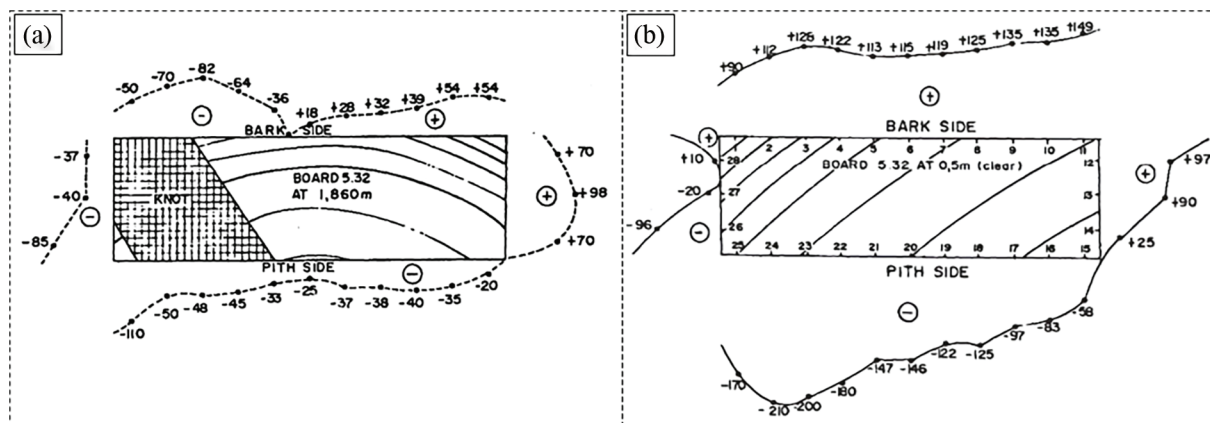 (a)
-50 -70 -82 -64 -36 +18 +28 +32 +39 +54 +54
⊖ ⊕
BARK SIDE
-37 -40 -85
⊖
KNOT
BOARD 5.32
AT 1,860m
⊕
+70 +98 +70
PITH SIDE
⊖
-110 -50 -48 -45 -33 -25 -37 -38 -40 -35 -20
(b)
+90 +112 +126 +122 +113 +115 +119 +125 +135 +135 +149
⊕
BARK SIDE
⊕
+10 -20 -96
⊖
1 2 3 4 5 6 7 8 9 10 11
28 BOARD 5.32 AT 0,5m (clear) 12
27 13
26 14
25 24 23 22 21 20 19 18 17 16 15
⊕
+97 +90 +25
PITH SIDE
⊖
-170 -210 -200 -180 -147 -146 -122 -125 -97 -83 -58